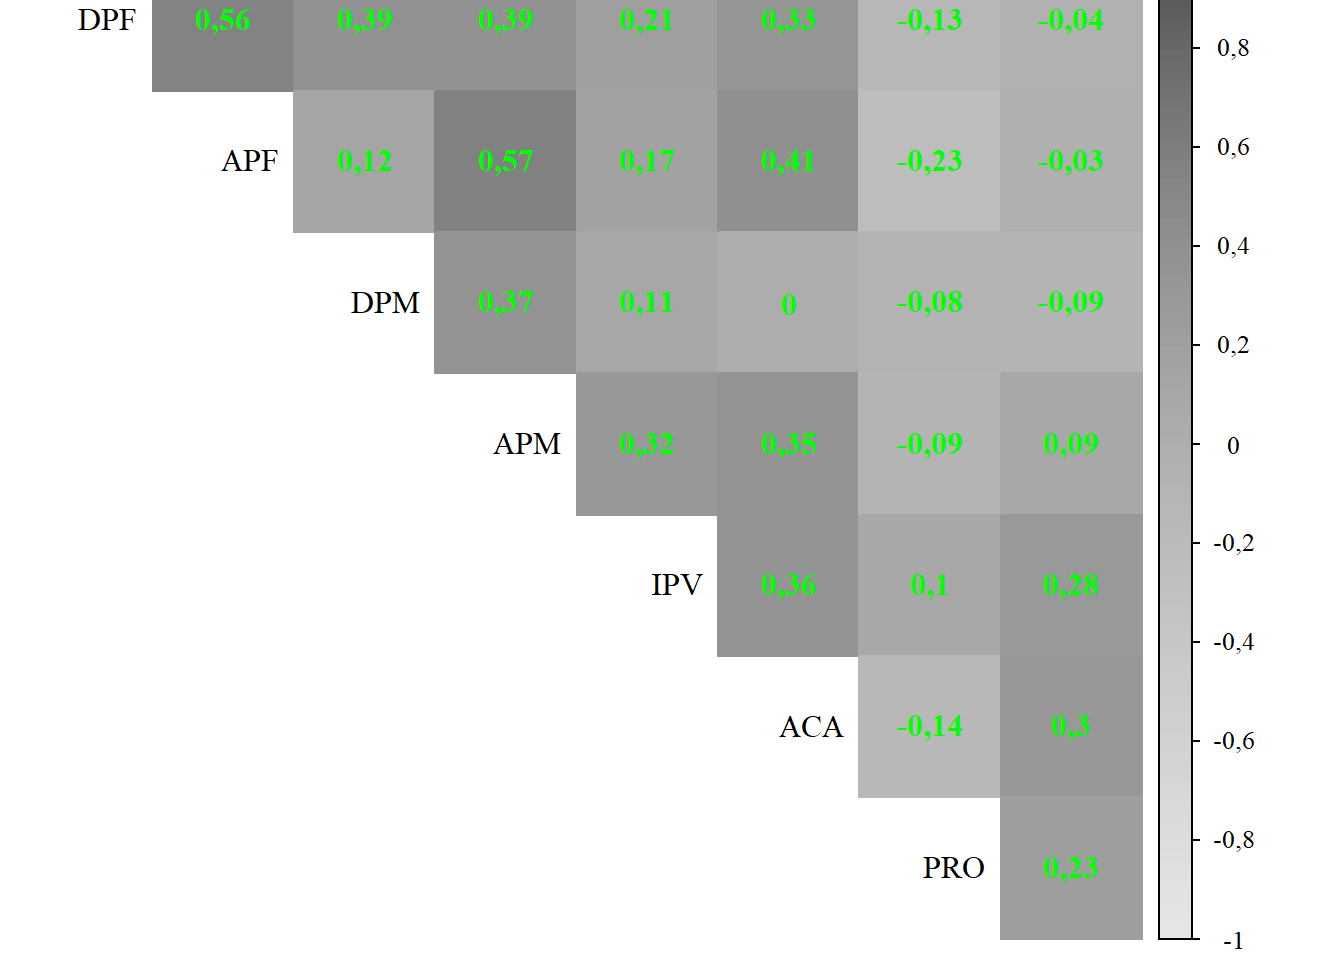 DPF 0,56 0,39 0,39 0,21 0,33 -0,13 -0,04
0,8
0,6
APF 0,12 0,57 0,17 0,41 -0,23 -0,03
0,4
DPM 0,37 0,11 0 -0,08 -0,09
0,2
APM 0,32 0,35 -0,09 0,09
0
-0,2
IPV 0,36 0,1 0,28
-0,4
ACA -0,14 0,3
-0,6
-0,8
PRO 0,23
-1